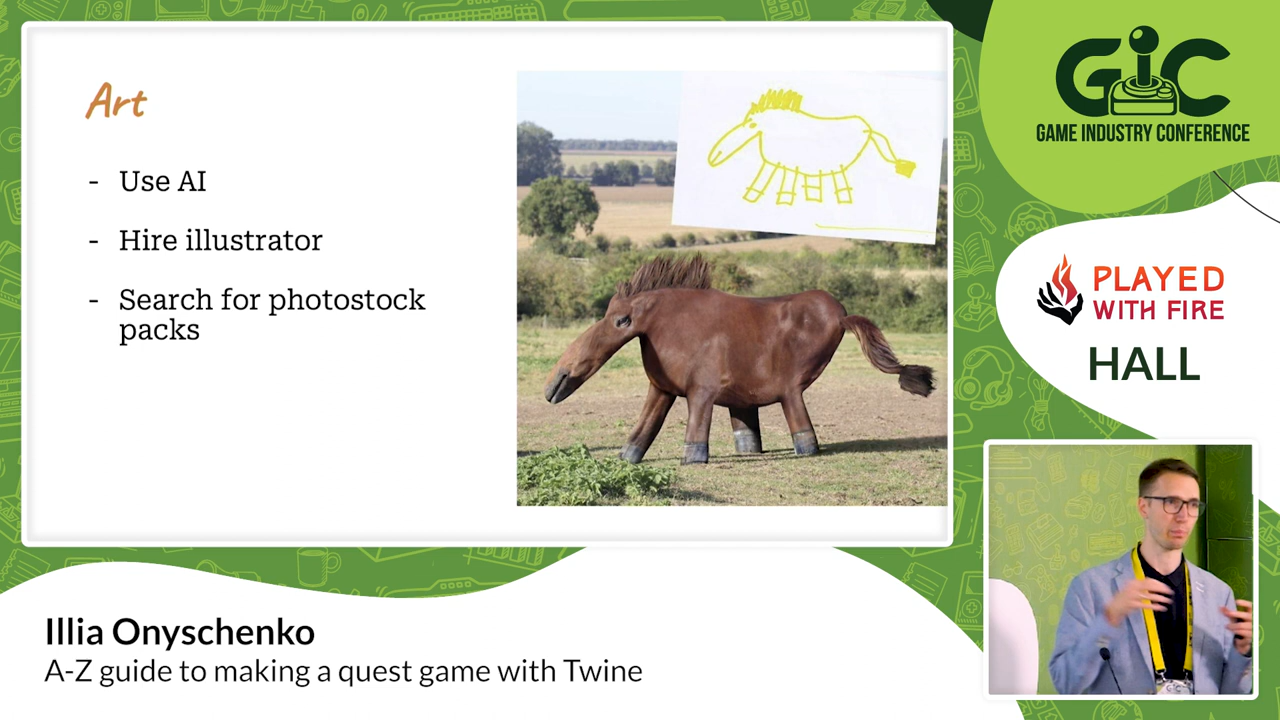 Art
- Use AI
- Hire illustrator
- Search for photostock
packs
GIC
GAME INDUSTRY CONFERENCE
PLAYED
WITH FIRE
HALL
Illia Onyschenko
A-Z guide to making a quest game with Twine